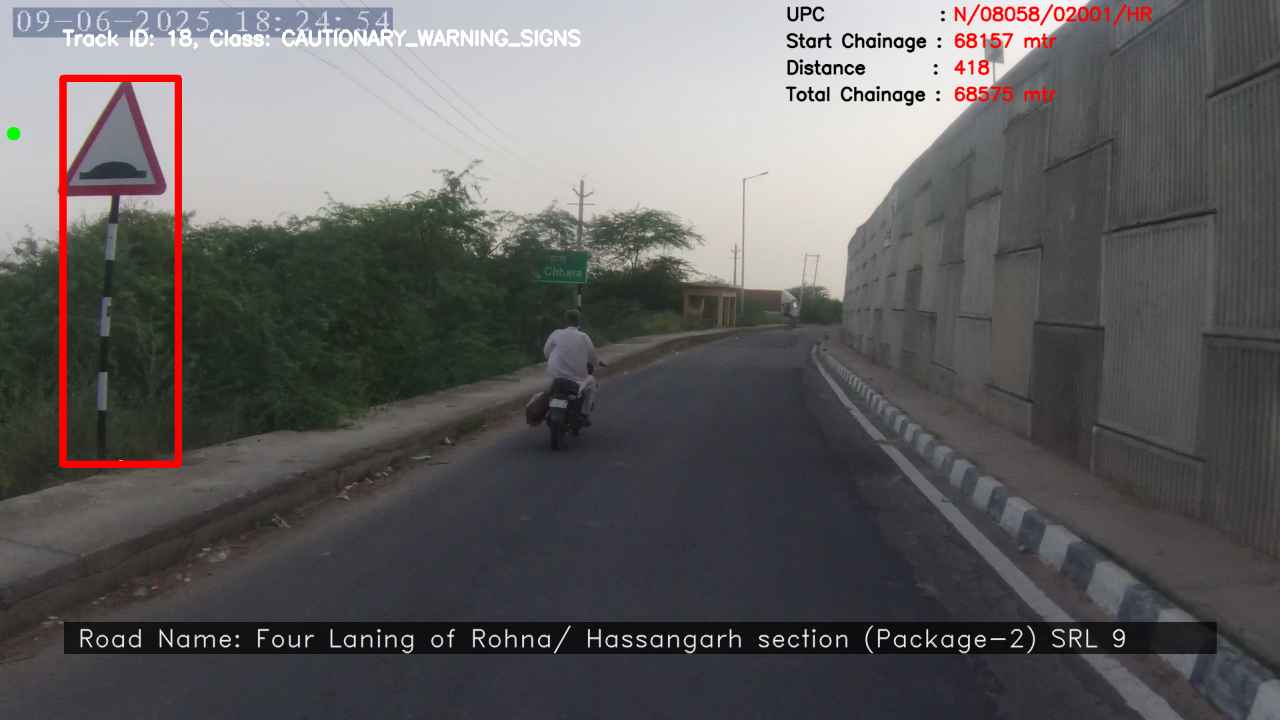 09-06-2025 18:24:54
Track ID: 18, Class: CAUTIONARY_WARNING_SIGNS
UPC : N/08058/02001/HR
Start Chainage : 68157 mtr
Distance : 418
Total Chainage : 68575 mtr
Chhara
Road Name: Four Laning of Rohna/ Hassangarh section (Package-2) SRL 9